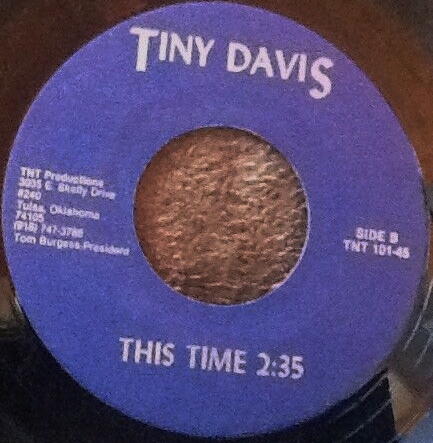 TINY DAVIS
TNT Productions
3035 E. Skelly Drive
#240
Tulsa, Oklahoma
74105
(918) 747-3786
Tom Burgess-President
SIDE B
TNT 101-45
THIS TIME 2:35